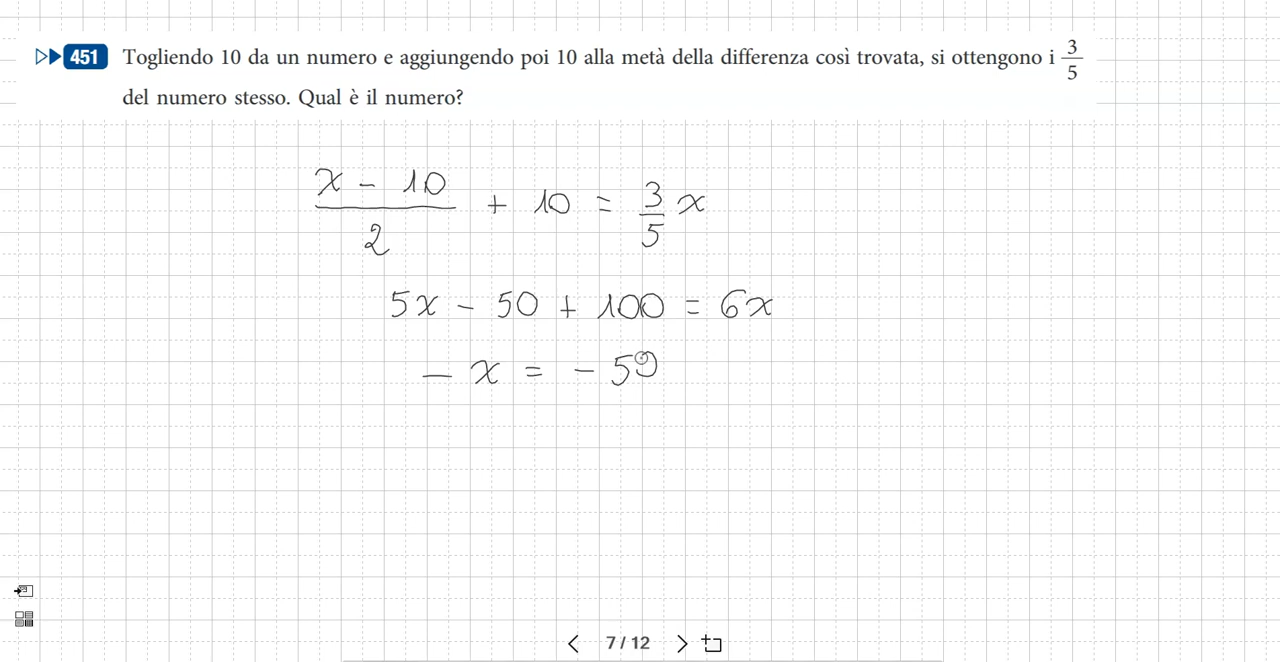 451 Togliendo 10 da un numero e aggiungendo poi 10 alla metà della differenza così trovata, si ottengono i 3/5
del numero stesso. Qual è il numero?
(x - 10)/2 + 10 = 3/5 x
5x - 50 + 100 = 6x
- x = - 50
7 / 12